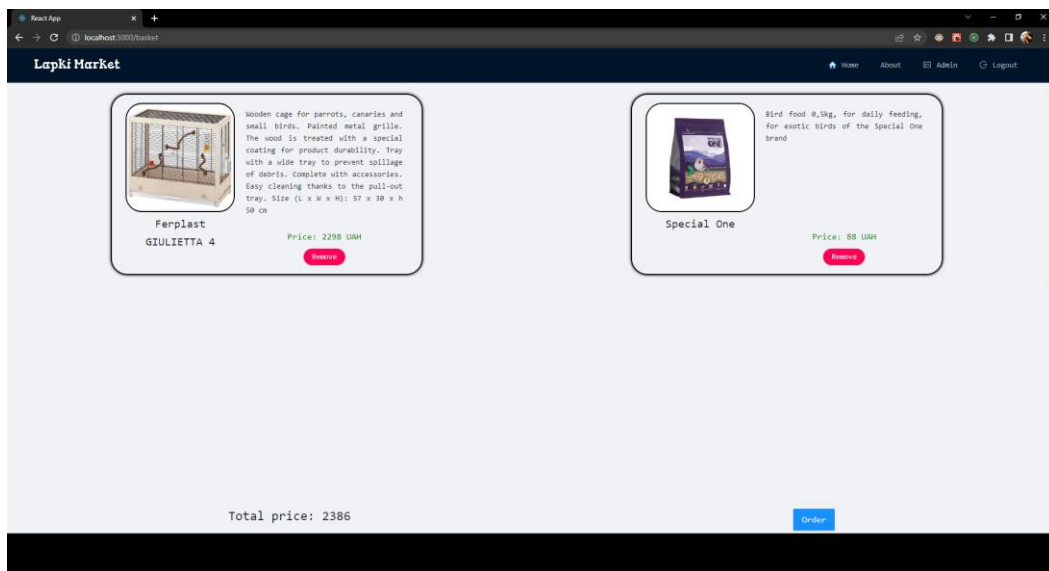 React App
localhost:3000/basket
Lapki Market
Home About Admin Logout
Wooden cage for parrots, canaries and
small birds. Painted metal grille.
The wood is treated with a special
coating for product durability. Tray
with a wide tray to prevent spillage
of debris. Complete with accessories.
Easy cleaning thanks to the pull-out
tray. Size (L x W x H): 57 x 30 x h
50 cm
Ferplast
GIULIETTA 4
Price: 2298 UAH
Remove
Bird food 0,5kg, for daily feeding,
for exotic birds of the Special One
brand
ONE
Special One
Price: 88 UAH
Remove
Total price: 2386
Order